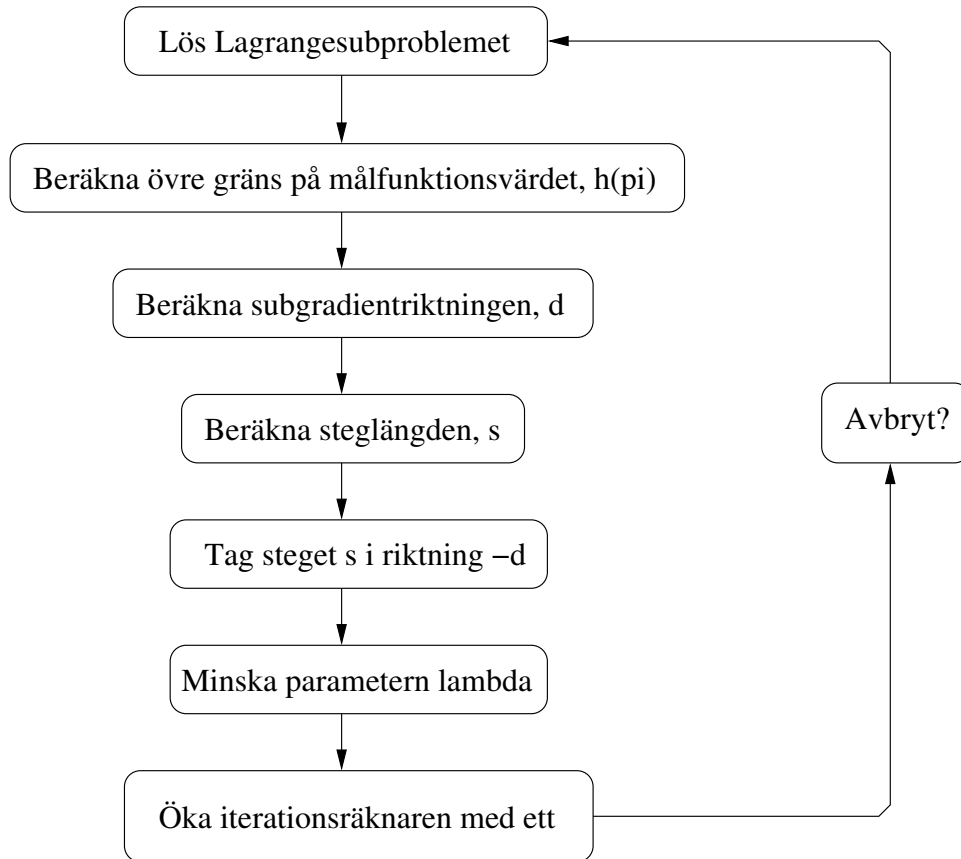 Lös Lagrangesubproblemet
Beräkna övre gräns på målfunktionsvärdet, h(pi)
Beräkna subgradientriktningen, d
Beräkna steglängden, s
Tag steget s i riktning −d
Minska parametern lambda
Öka iterationsräknaren med ett
Avbryt?